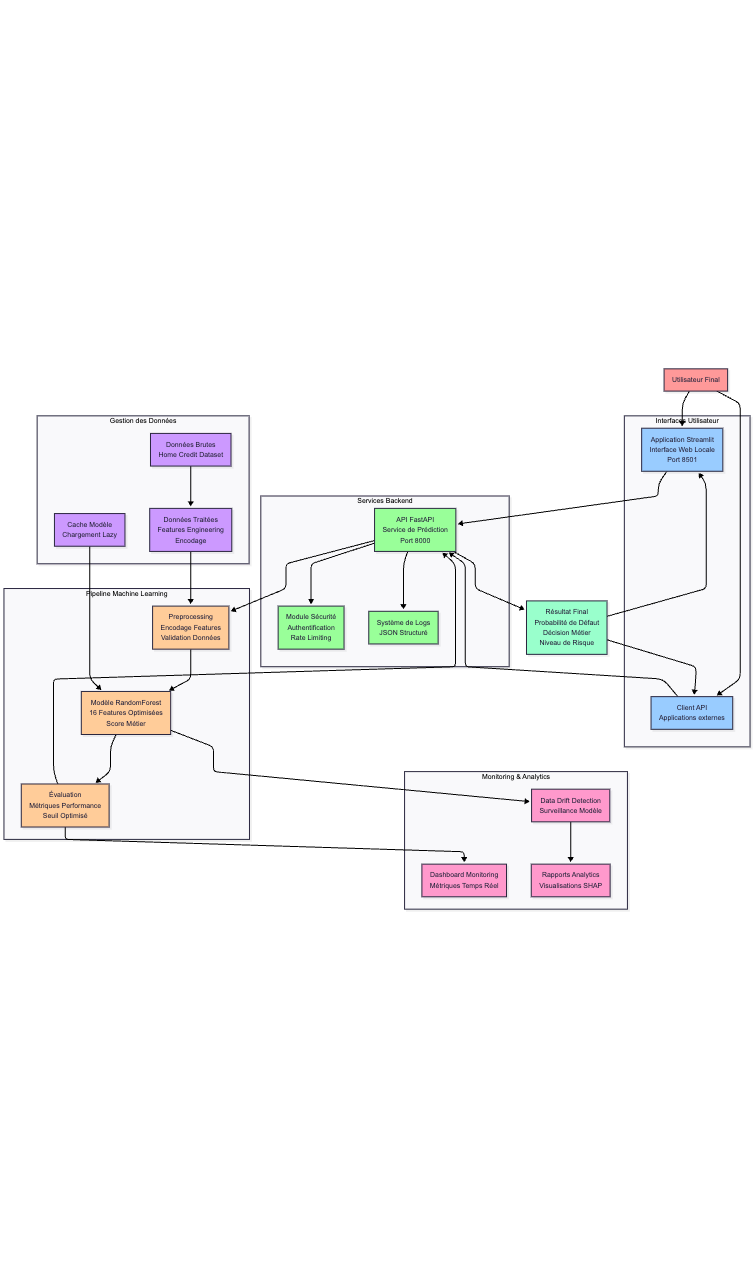 Utilisateur Final
Gestion des Données
Interfaces Utilisateur
Données Brutes
Home Credit Dataset
Application Streamlit
Interface Web Locale
Port 8501
Services Backend
Cache Modèle
Chargement Lazy
Données Traitées
Features Engineering
Encodage
API FastAPI
Service de Prédiction
Port 8000
Pipeline Machine Learning
Preprocessing
Encodage Features
Validation Données
Module Sécurité
Authentification
Rate Limiting
Système de Logs
JSON Structuré
Résultat Final
Probabilité de Défaut
Décision Métier
Niveau de Risque
Modèle RandomForest
16 Features Optimisées
Score Métier
Client API
Applications externes
Monitoring & Analytics
Évaluation
Métriques Performance
Seuil Optimisé
Data Drift Detection
Surveillance Modèle
Dashboard Monitoring
Métriques Temps Réel
Rapports Analytics
Visualisations SHAP